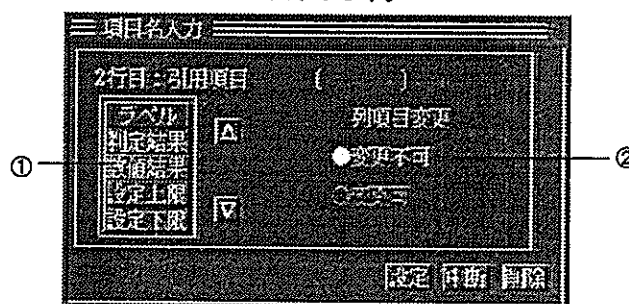 項目名入力
2行目:引用項目 [ ]
ラベル
判定結果
数値結果
設定上限
設定下限
列項目変更
変更不可
設定 中断 削除
①
②